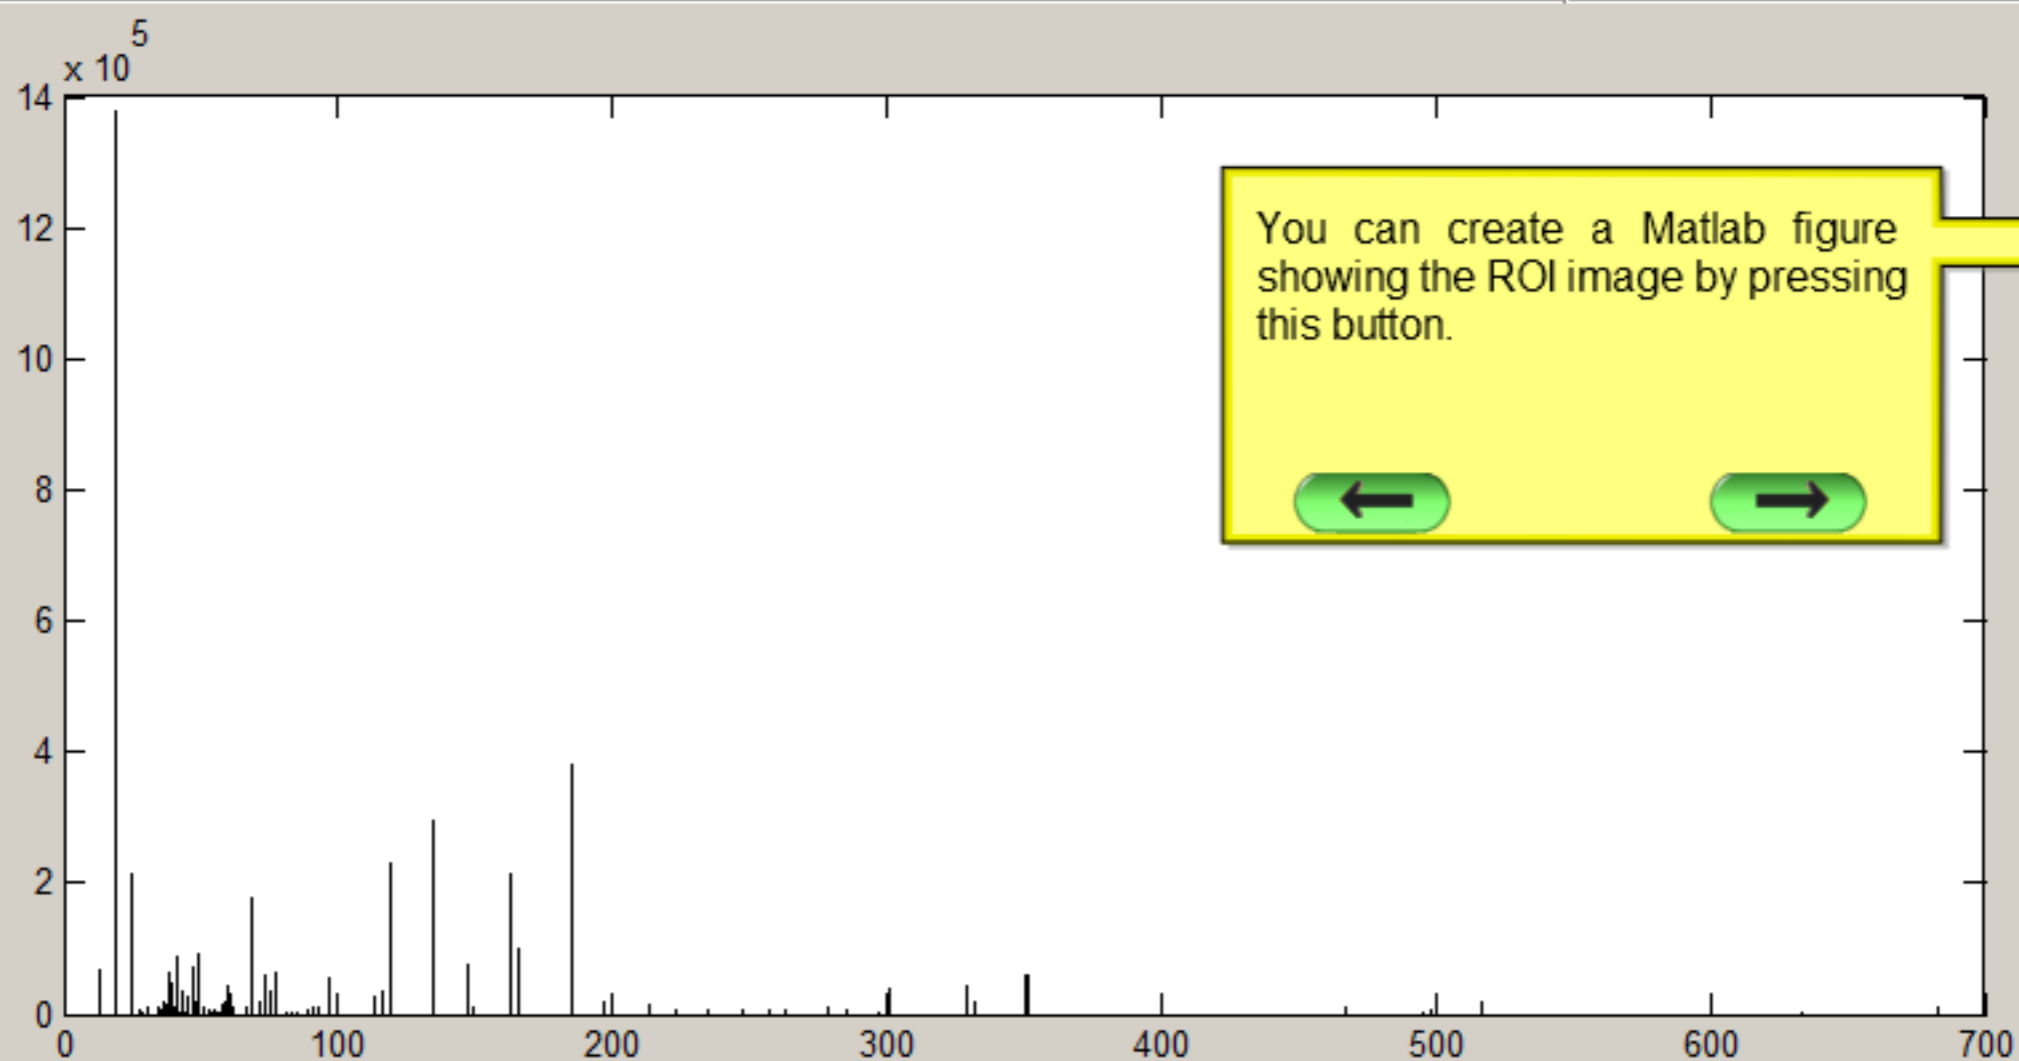 5
x 10
14
12
10
8
6
4
2
0
0 100 200 300 400 500 600 700
You can create a Matlab figure
showing the ROI image by pressing
this button.